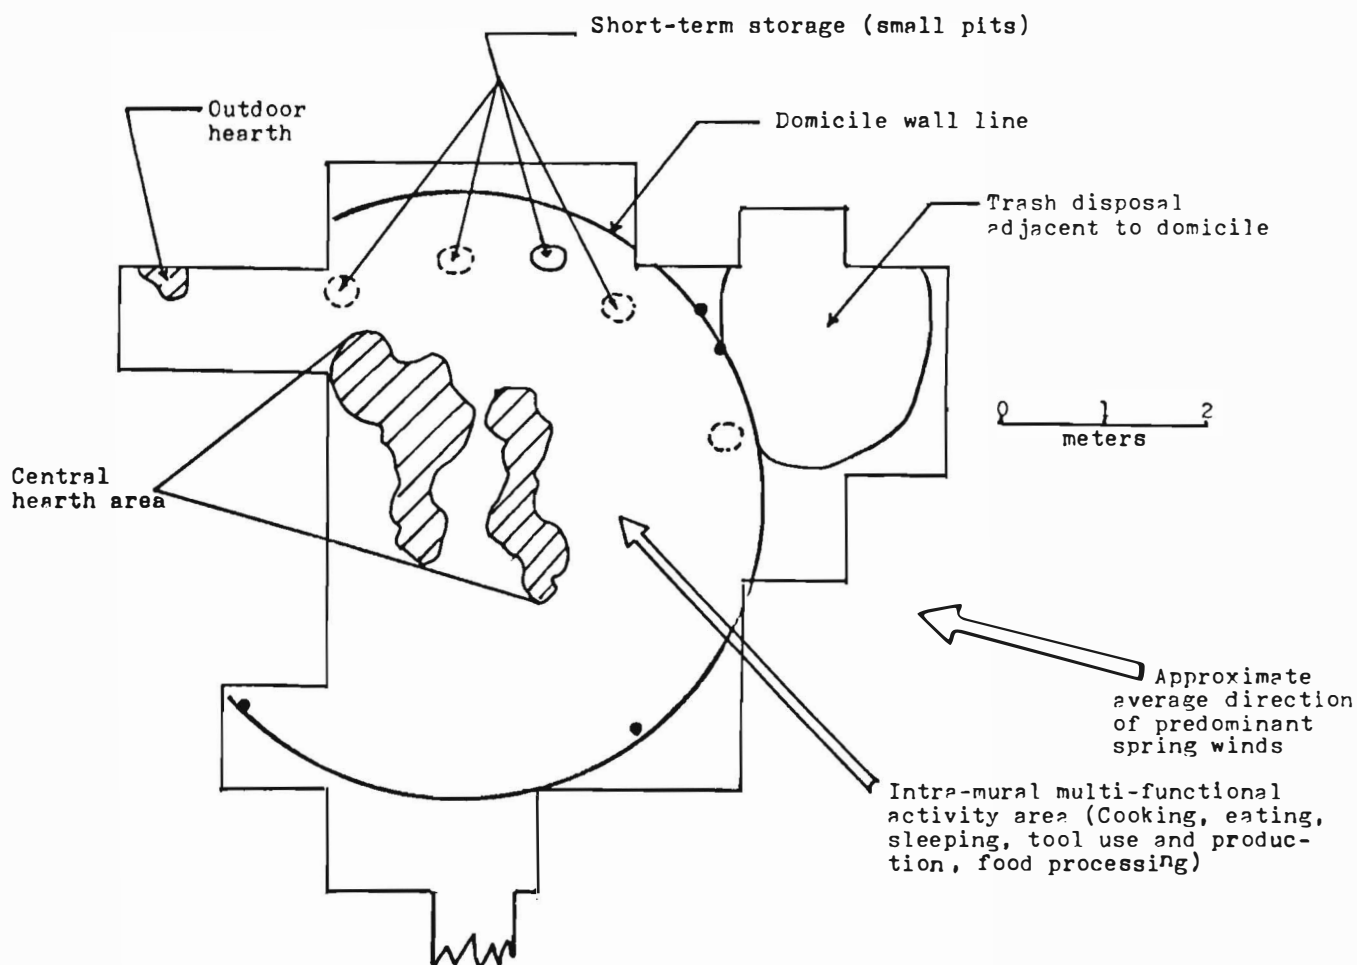 Short-term storage (small pits)
Outdoor
hearth
Domicile wall line
Trash disposal
adjacent to domicile
0 1 2
meters
Central
hearth area
Approximate
average direction
of predominant
spring winds
Intra-mural multi-functional
activity area (Cooking, eating,
sleeping, tool use and produc-
tion, food processing)